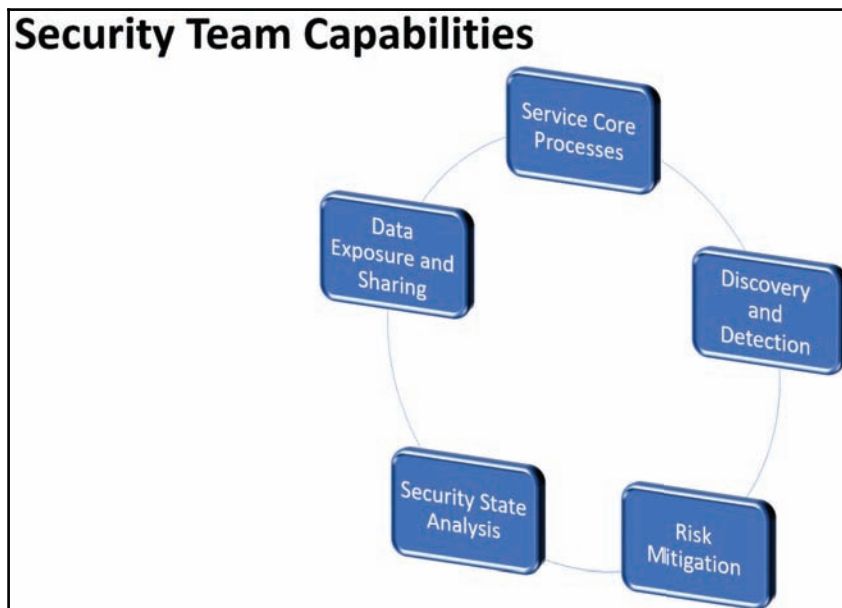 Security Team Capabilities
Service Core
Processes
Discovery
and
Detection
Risk
Mitigation
Security State
Analysis
Data
Exposure and
Sharing